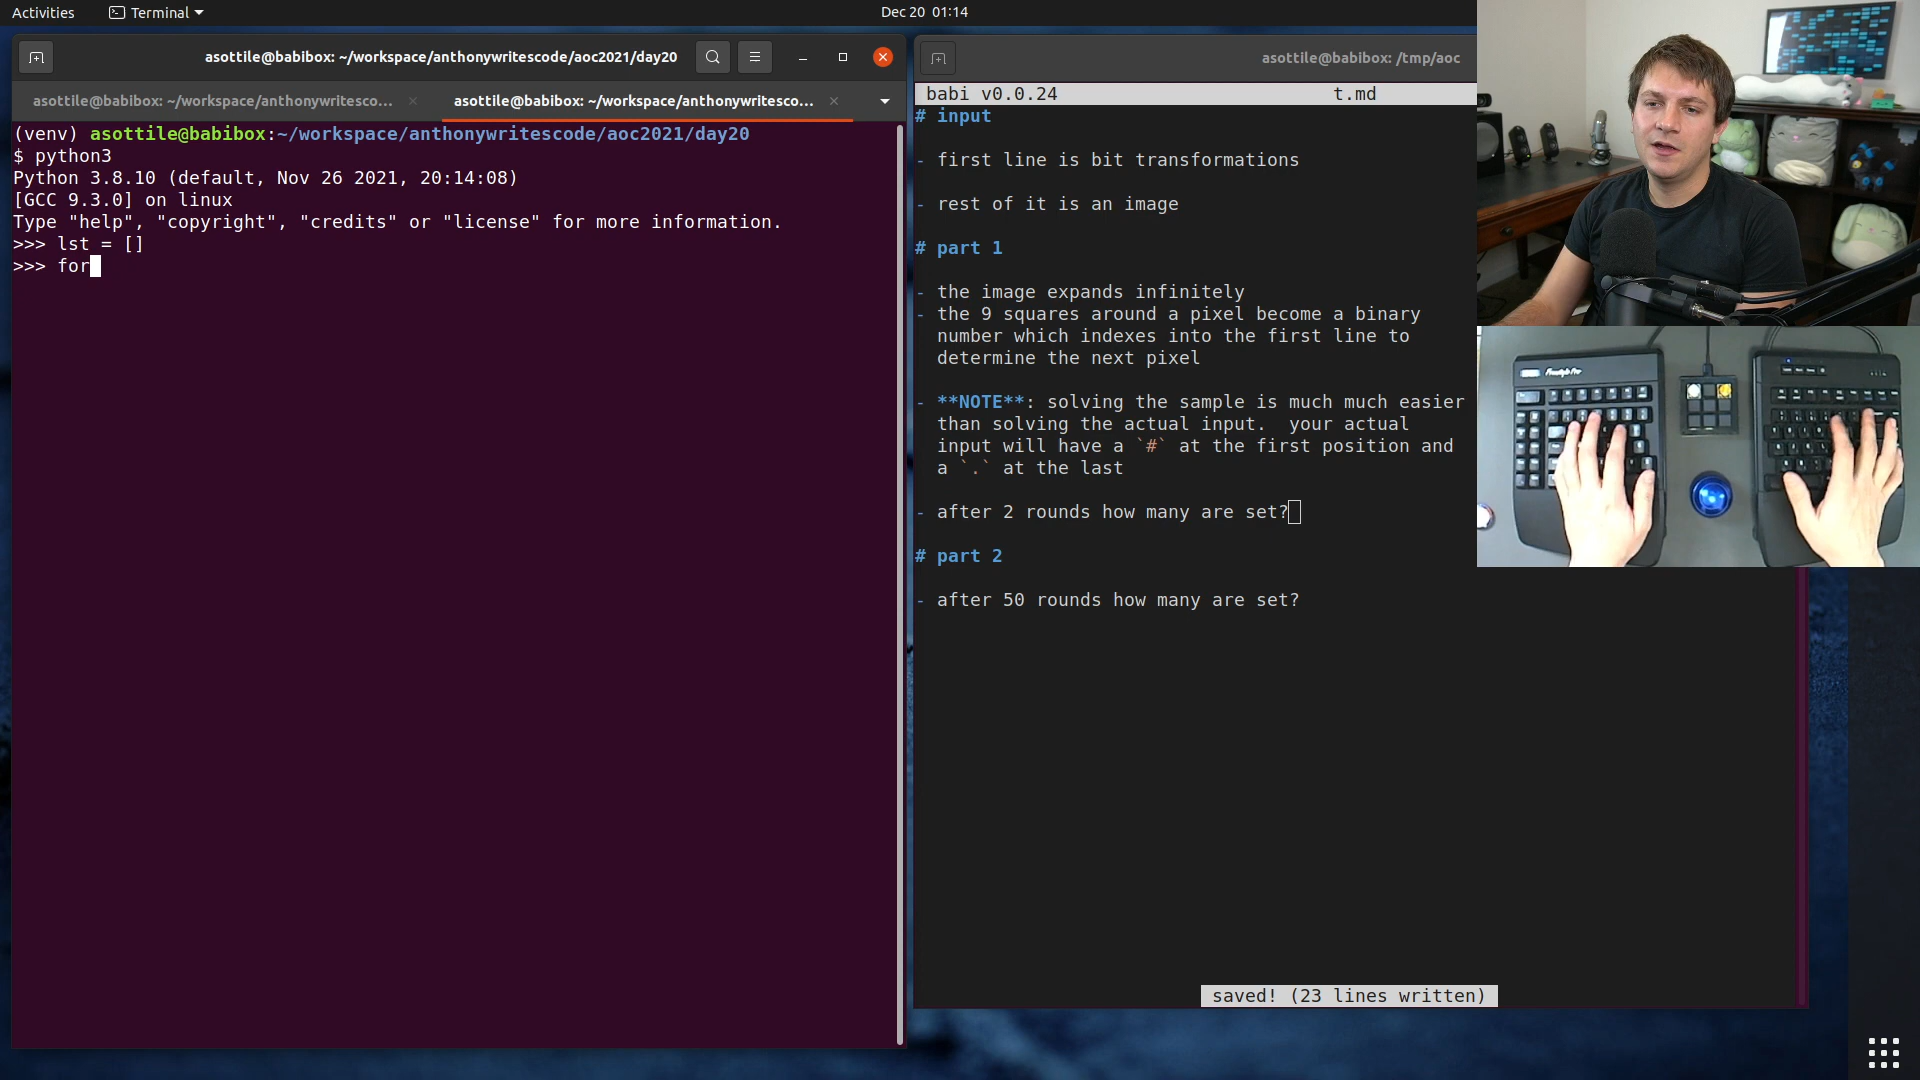 Activities
Terminal
Dec 20 01:14
asottile@babibox: ~/workspace/anthonywritescode/aoc2021/day20
asottile@babibox: ~/workspace/anthonywritesco...
asottile@babibox: ~/workspace/anthonywritesco...
(venv) asottile@babibox:~/workspace/anthonywritescode/aoc2021/day20
$ python3
Python 3.8.10 (default, Nov 26 2021, 20:14:08)
[GCC 9.3.0] on linux
Type "help", "copyright", "credits" or "license" for more information.
>>> lst = []
>>> for
asottile@babibox: /tmp/aoc
babi v0.0.24
t.md
# input
- first line is bit transformations
- rest of it is an image
# part 1
- the image expands infinitely
- the 9 squares around a pixel become a binary
number which indexes into the first line to
determine the next pixel
- **NOTE**: solving the sample is much much easier
than solving the actual input.  your actual
input will have a `#` at the first position and
a `.` at the last
- after 2 rounds how many are set?
# part 2
- after 50 rounds how many are set?
saved! (23 lines written)